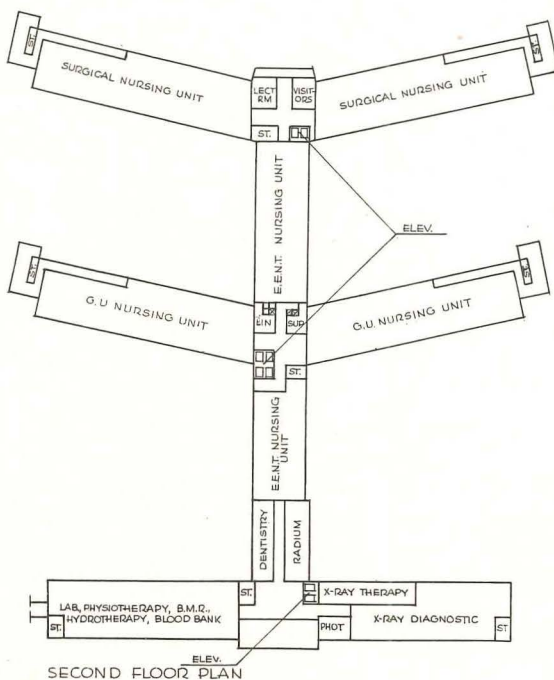 ST.
ST.
SURGICAL NURSING UNIT
LECT
RM
VISIT-
ORS
SURGICAL NURSING UNIT
ST.
E.E.N.T. NURSING UNIT
ELEV.
ST.
ST.
G.U NURSING UNIT
LIN
SUP
G.U. NURSING UNIT
ST.
E.E.N.T. NURSING
UNIT
DENTISTRY
RADIUM
ST.
X-RAY THERAPY
LAB, PHYSIOTHERAPY, B.M.R.,
HYDROTHERAPY, BLOOD BANK
ST.
PHOT
X-RAY DIAGNOSTIC
ST
ELEV.
SECOND FLOOR PLAN